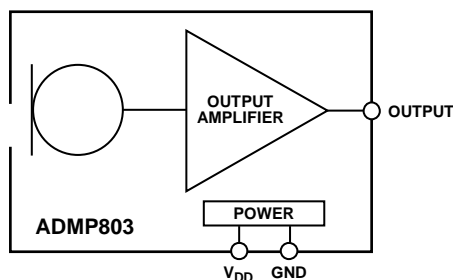 OUTPUT
AMPLIFIER
OUTPUT
POWER
ADMP803
VDD
GND